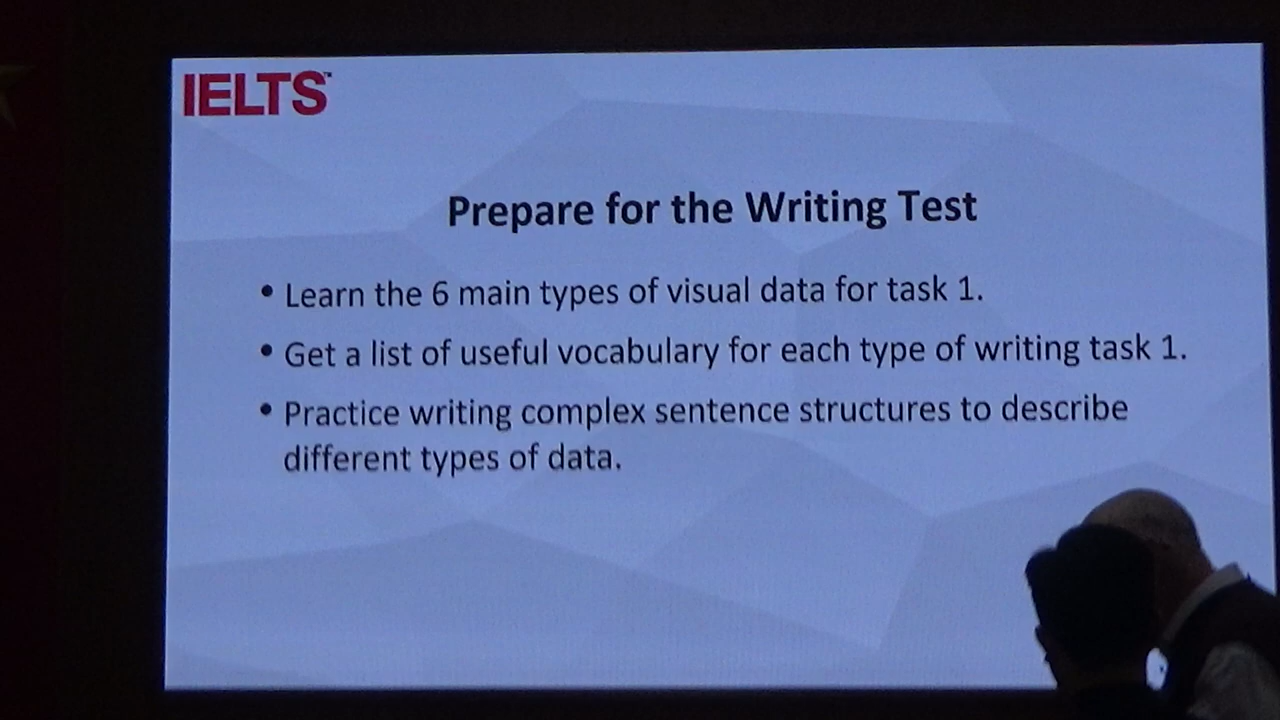 IELTS™
Prepare for the Writing Test
• Learn the 6 main types of visual data for task 1.
• Get a list of useful vocabulary for each type of writing task 1.
• Practice writing complex sentence structures to describe
different types of data.